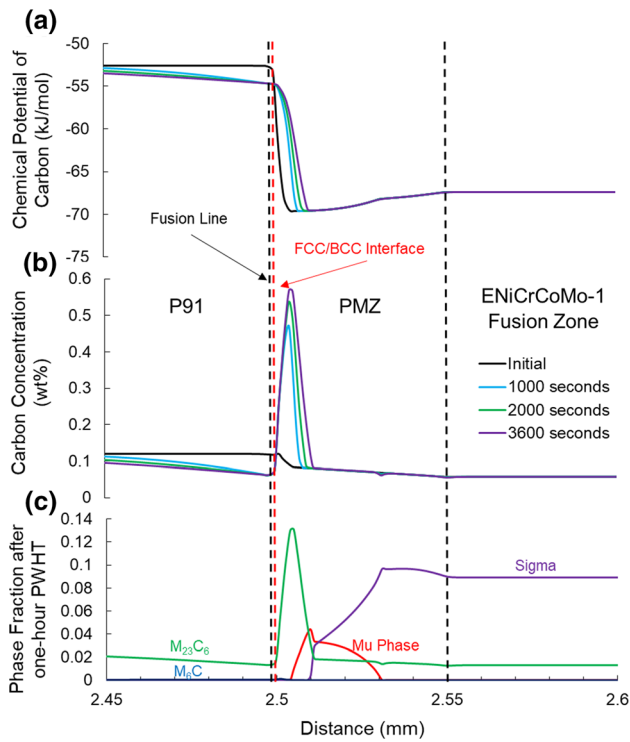 (a)
-50
-55
-60
-65
-70
-75
Chemical Potential of
Carbon (kJ/mol)
Fusion Line
FCC/BCC Interface
(b)
0.6
0.5
0.4
0.3
0.2
0.1
0
Carbon Concentration
(wt%)
P91
PMZ
ENiCrCoMo-1
Fusion Zone
Initial
1000 seconds
2000 seconds
3600 seconds
(c)
0.14
0.12
0.1
0.08
0.06
0.04
0.02
0
Phase Fraction after
one-hour PWHT
M23C6
M6C
Mu Phase
Sigma
2.45
2.5
2.55
2.6
Distance (mm)